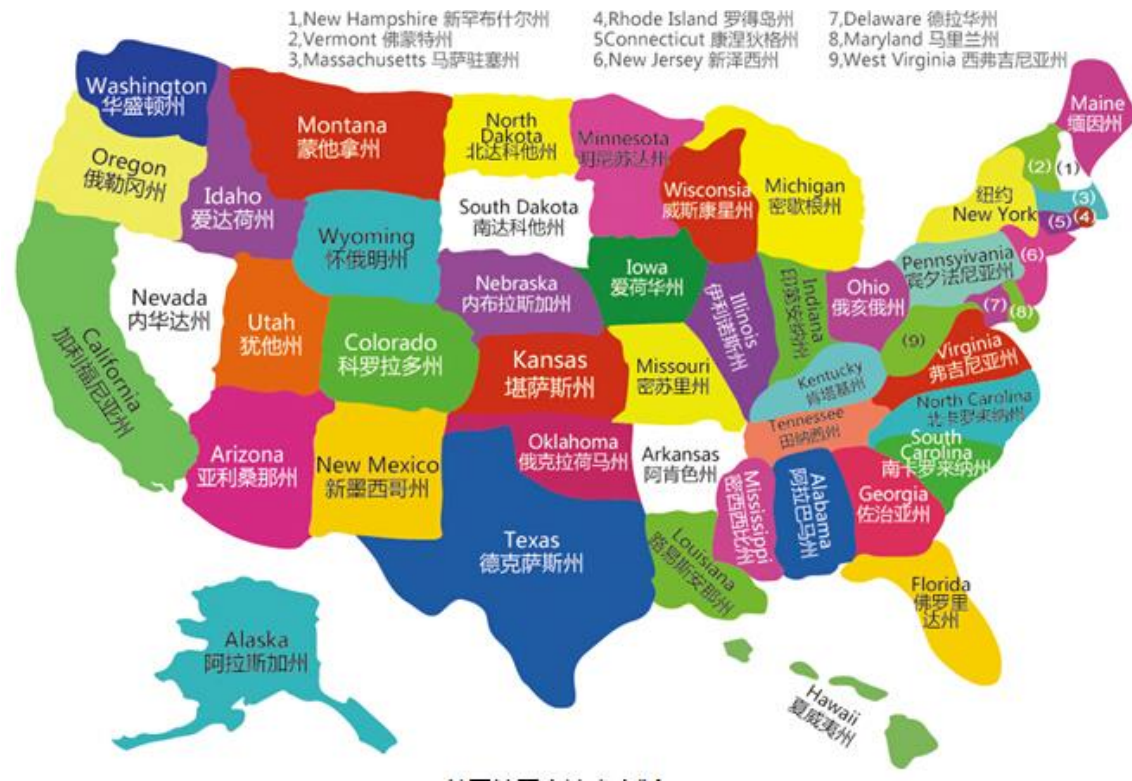 1,New Hampshire 新罕布什尔州
2,Vermont 佛蒙特州
3,Massachusetts 马萨驻塞州
4,Rhode Island 罗得岛州
5Connecticut 康涅狄格州
6,New Jersey 新泽西州
7,Delaware 德拉华州
8,Maryland 马里兰州
9,West Virginia 西弗吉尼亚州
Washington
华盛顿州
Oregon
俄勒冈州
Idaho
爱达荷州
Montana
蒙他拿州
North
Dakota
北达科他州
Minnesota
明尼苏达州
Wisconsia
威斯康星州
Michigan
密歇根州
Maine
缅因州
(2)
(1)
(3)
(4)
(5)
纽约
New York
South Dakota
南达科他州
Wyoming
怀俄明州
Nebraska
内布拉斯加州
Iowa
爱荷华州
Illinois
伊利诺斯州
Indiana
印第安纳州
Ohio
俄亥俄州
Pennsyivania
宾夕法尼亚州
(6)
(7)
(8)
(9)
Nevada
内华达州
Utah
犹他州
Colorado
科罗拉多州
Kansas
堪萨斯州
Missouri
密苏里州
Kentucky
肯塔基州
Virginia
弗吉尼亚州
California
加利福尼亚州
Arizona
亚利桑那州
New Mexico
新墨西哥州
Oklahoma
俄克拉荷马州
Arkansas
阿肯色州
Tennessee
田纳西州
North Carolina
北卡罗来纳州
South
Carolina
南卡罗来纳州
Texas
德克萨斯州
Louisiana
路易斯安那州
Mississippi
密西西比州
Alabama
阿拉巴马州
Georgia
佐治亚州
Florida
佛罗里
达州
Alaska
阿拉斯加州
Hawaii
夏威夷州